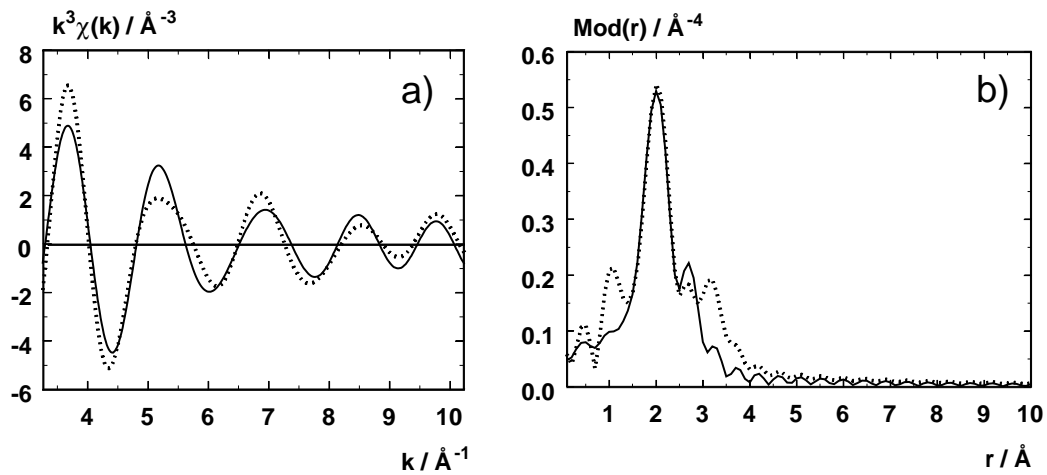 k³χ(k) / Å⁻³
a)
8
6
4
2
0
-2
-4
-6
4 5 6 7 8 9 10
k / Å⁻¹
Mod(r) / Å⁻⁴
b)
0.6
0.5
0.4
0.3
0.2
0.1
0.0
1 2 3 4 5 6 7 8 9 10
r / Å